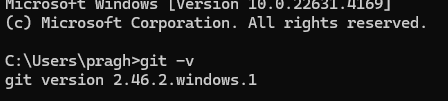 Microsoft Windows [Version 10.0.22631.4169]
(c) Microsoft Corporation. All rights reserved.
C:\Users\pragh>git -v
git version 2.46.2.windows.1